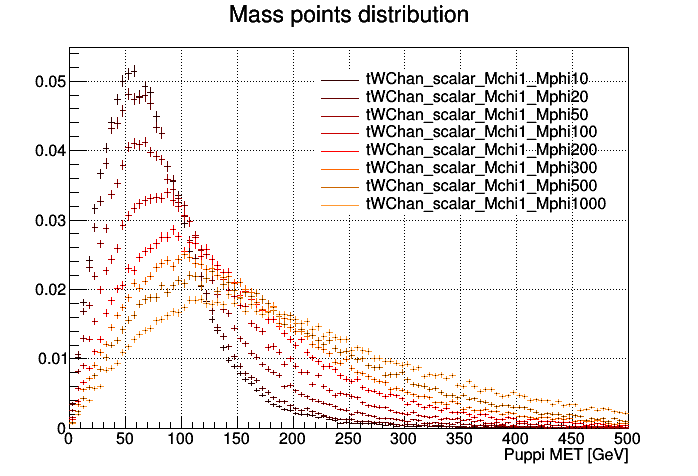 Mass points distribution
0.05
0.04
0.03
0.02
0.01
0
tWChan_scalar_Mchi1_Mphi10
tWChan_scalar_Mchi1_Mphi20
tWChan_scalar_Mchi1_Mphi50
tWChan_scalar_Mchi1_Mphi100
tWChan_scalar_Mchi1_Mphi200
tWChan_scalar_Mchi1_Mphi300
tWChan_scalar_Mchi1_Mphi500
tWChan_scalar_Mchi1_Mphi1000
0 50 100 150 200 250 300 350 400 450 500
Puppi MET [GeV]